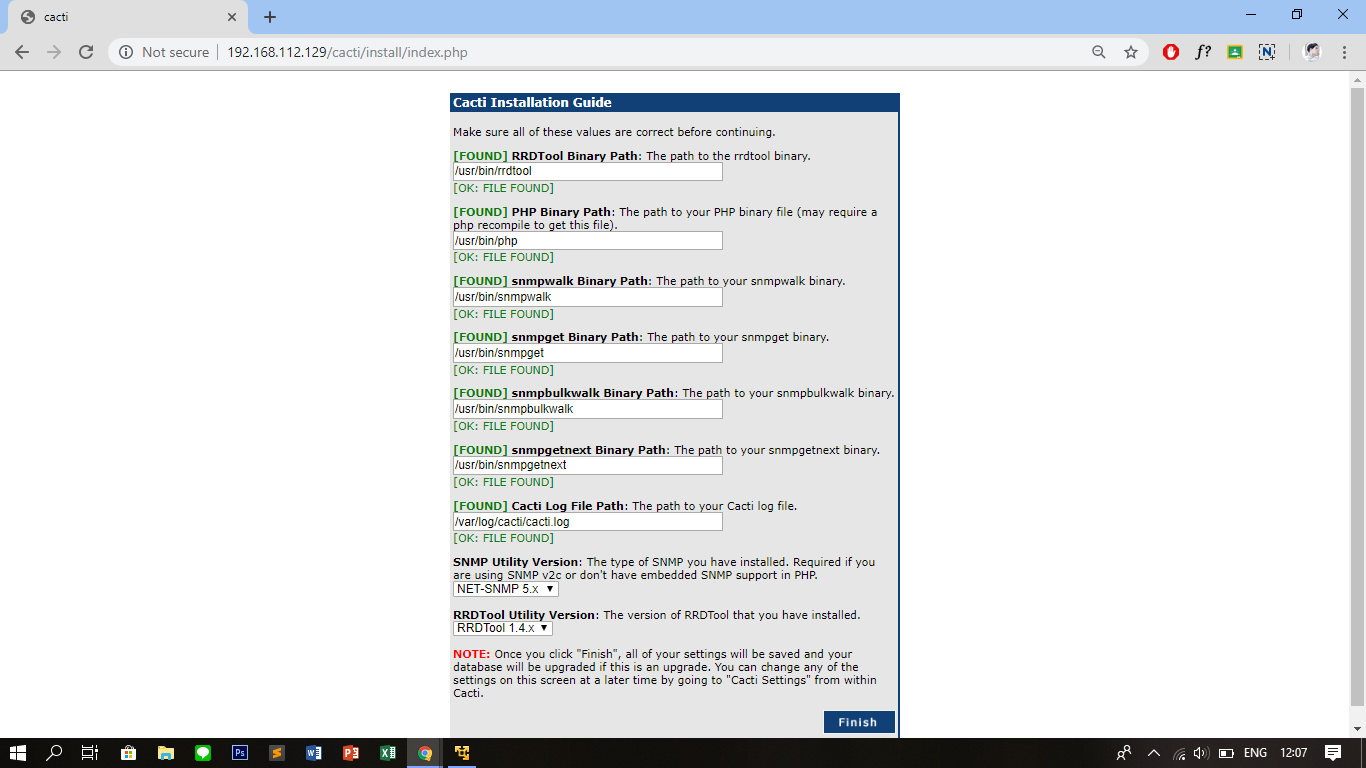 cacti
Not secure
192.168.112.129/cacti/install/index.php
f?
N
Cacti Installation Guide
Make sure all of these values are correct before continuing.
[FOUND] RRDTool Binary Path: The path to the rrdtool binary.
/usr/bin/rrdtool
[OK: FILE FOUND]
[FOUND] PHP Binary Path: The path to your PHP binary file (may require a
php recompile to get this file).
/usr/bin/php
[OK: FILE FOUND]
[FOUND] snmpwalk Binary Path: The path to your snmpwalk binary.
/usr/bin/snmpwalk
[OK: FILE FOUND]
[FOUND] snmpget Binary Path: The path to your snmpget binary.
/usr/bin/snmpget
[OK: FILE FOUND]
[FOUND] snmpbulkwalk Binary Path: The path to your snmpbulkwalk binary.
/usr/bin/snmpbulkwalk
[OK: FILE FOUND]
[FOUND] snmpgetnext Binary Path: The path to your snmpgetnext binary.
/usr/bin/snmpgetnext
[OK: FILE FOUND]
[FOUND] Cacti Log File Path: The path to your Cacti log file.
/var/log/cacti/cacti.log
[OK: FILE FOUND]
SNMP Utility Version: The type of SNMP you have installed. Required if you
are using SNMP v2c or don't have embedded SNMP support in PHP.
NET-SNMP 5.x
RRDTool Utility Version: The version of RRDTool that you have installed.
RRDTool 1.4.x
NOTE: Once you click "Finish", all of your settings will be saved and your
database will be upgraded if this is an upgrade. You can change any of the
settings on this screen at a later time by going to "Cacti Settings" from within
Cacti.
Finish
Ps
ENG
12:07